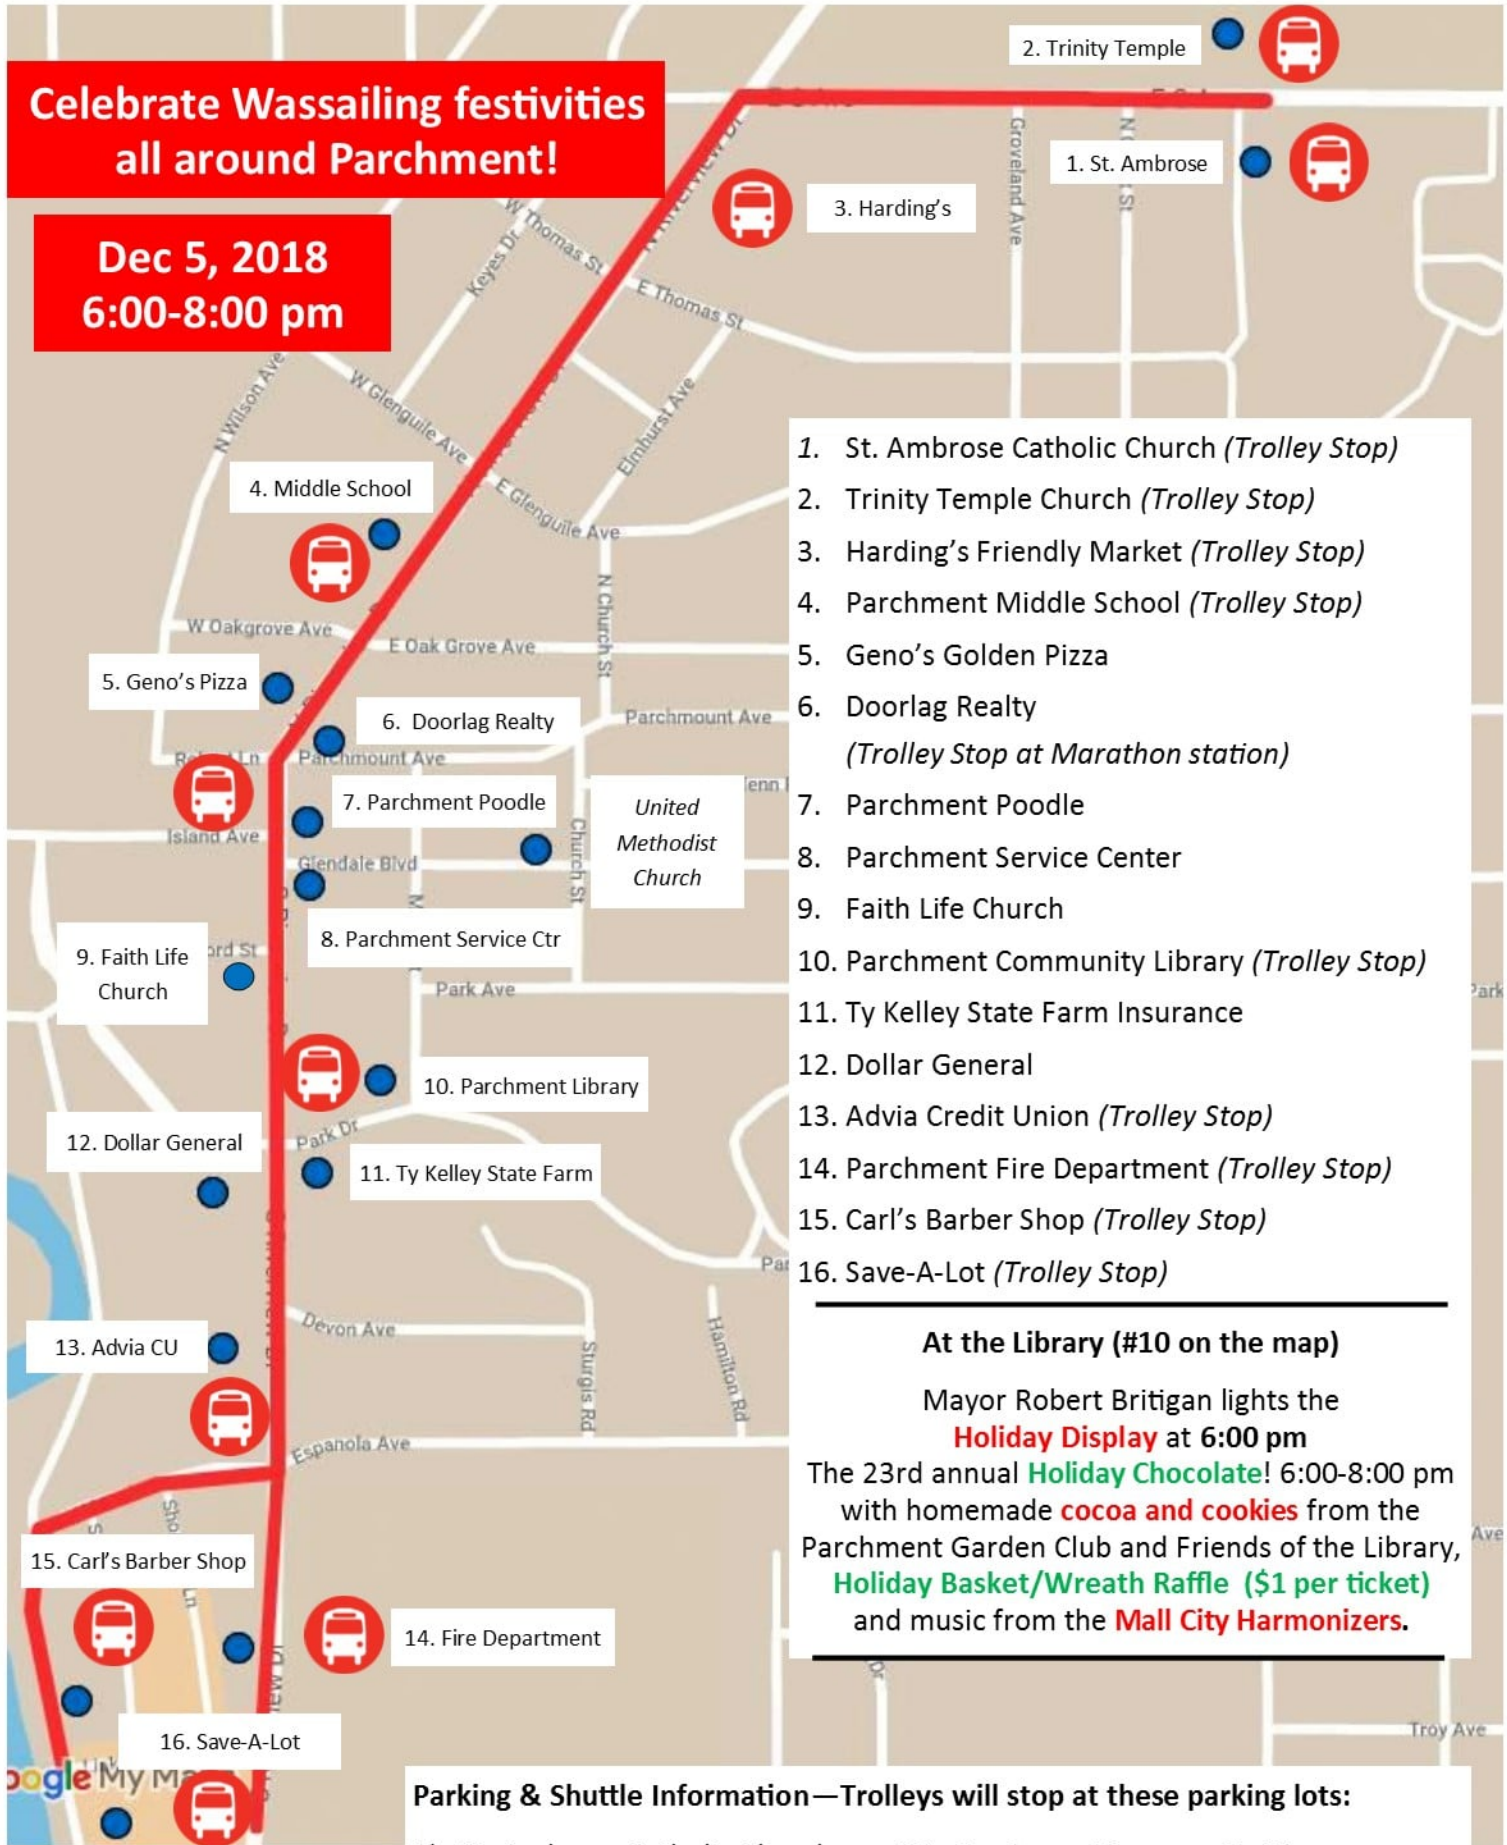 2. Trinity Temple
Celebrate Wassailing festivities
all around Parchment!
1. St. Ambrose
3. Harding's
Dec 5, 2018
6:00-8:00 pm
Groveland Ave
W Thomas St
E Thomas St
Keyes Dr
N Wilson Ave
W Glenguile Ave
Elmhurst Ave
E Glenguile Ave
4. Middle School
N Church St
W Oakgrove Ave
E Oak Grove Ave
5. Geno's Pizza
6. Doorlag Realty
Parchmount Ave
Parchmount Ave
7. Parchment Poodle
United
Methodist
Church
Island Ave
Glendale Blvd
Church St
8. Parchment Service Ctr
9. Faith Life
Church
Park Ave
10. Parchment Library
Park Dr
12. Dollar General
11. Ty Kelley State Farm
Devon Ave
13. Advia CU
Sturgis Rd
Hamilton Rd
Espanola Ave
15. Carl's Barber Shop
14. Fire Department
16. Save-A-Lot
Troy Ave
1. St. Ambrose Catholic Church (Trolley Stop)
2. Trinity Temple Church (Trolley Stop)
3. Harding's Friendly Market (Trolley Stop)
4. Parchment Middle School (Trolley Stop)
5. Geno's Golden Pizza
6. Doorlag Realty
(Trolley Stop at Marathon station)
7. Parchment Poodle
8. Parchment Service Center
9. Faith Life Church
10. Parchment Community Library (Trolley Stop)
11. Ty Kelley State Farm Insurance
12. Dollar General
13. Advia Credit Union (Trolley Stop)
14. Parchment Fire Department (Trolley Stop)
15. Carl's Barber Shop (Trolley Stop)
16. Save-A-Lot (Trolley Stop)
At the Library (#10 on the map)
Mayor Robert Britigan lights the
Holiday Display at 6:00 pm
The 23rd annual Holiday Chocolate! 6:00-8:00 pm
with homemade cocoa and cookies from the
Parchment Garden Club and Friends of the Library,
Holiday Basket/Wreath Raffle ($1 per ticket)
and music from the Mall City Harmonizers.
Parking & Shuttle Information—Trolleys will stop at these parking lots: